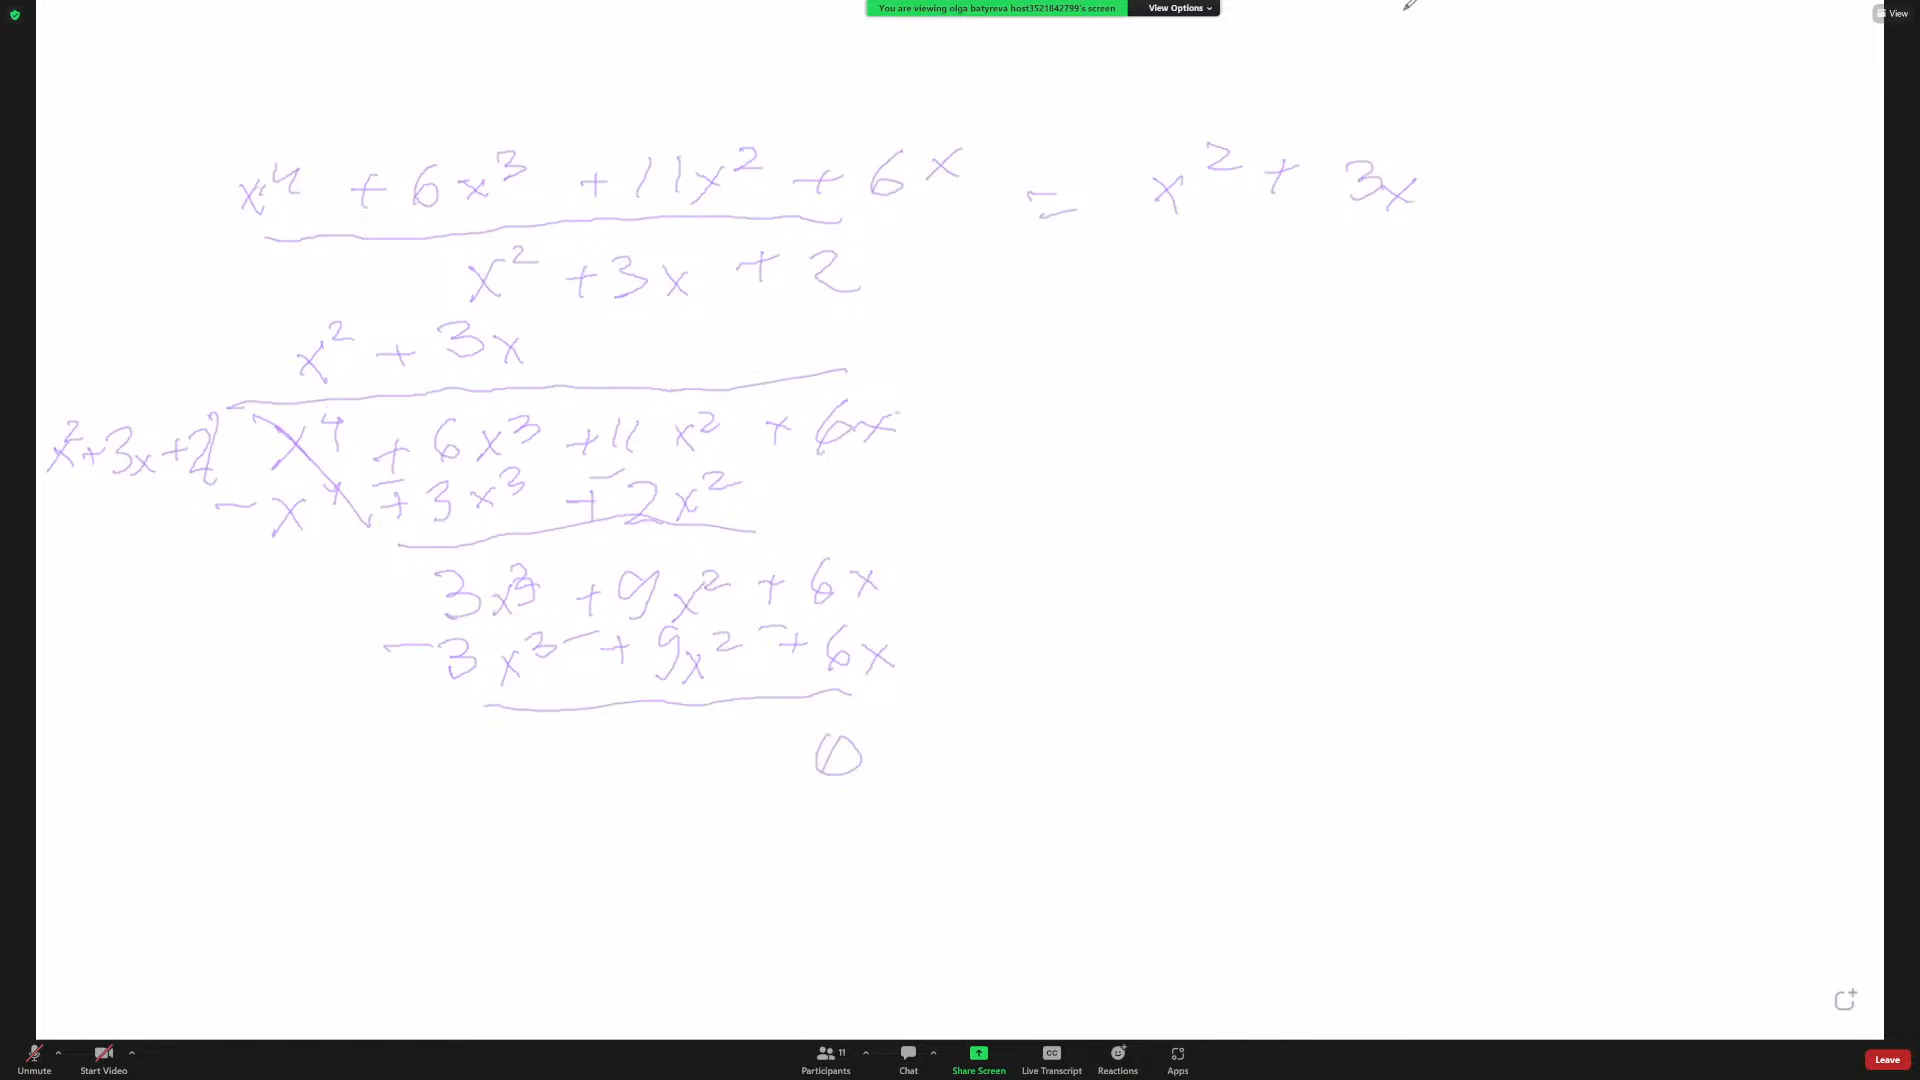 You are viewing olga batyreva host3521842799's screen
View Options
View
x⁴ + 6x³ + 11x² + 6x = x² + 3x
x² + 3x + 2
x² + 3x
x²+3x+2 x⁴ + 6x³ + 11x² + 6x
- x⁴ + 3x³ + 2x²
3x³ + 9x² + 6x
- 3x³ - + 9x² - + 6x
0
Unmute Start Video Participants 11 Chat Share Screen CC Live Transcript Reactions Apps Leave